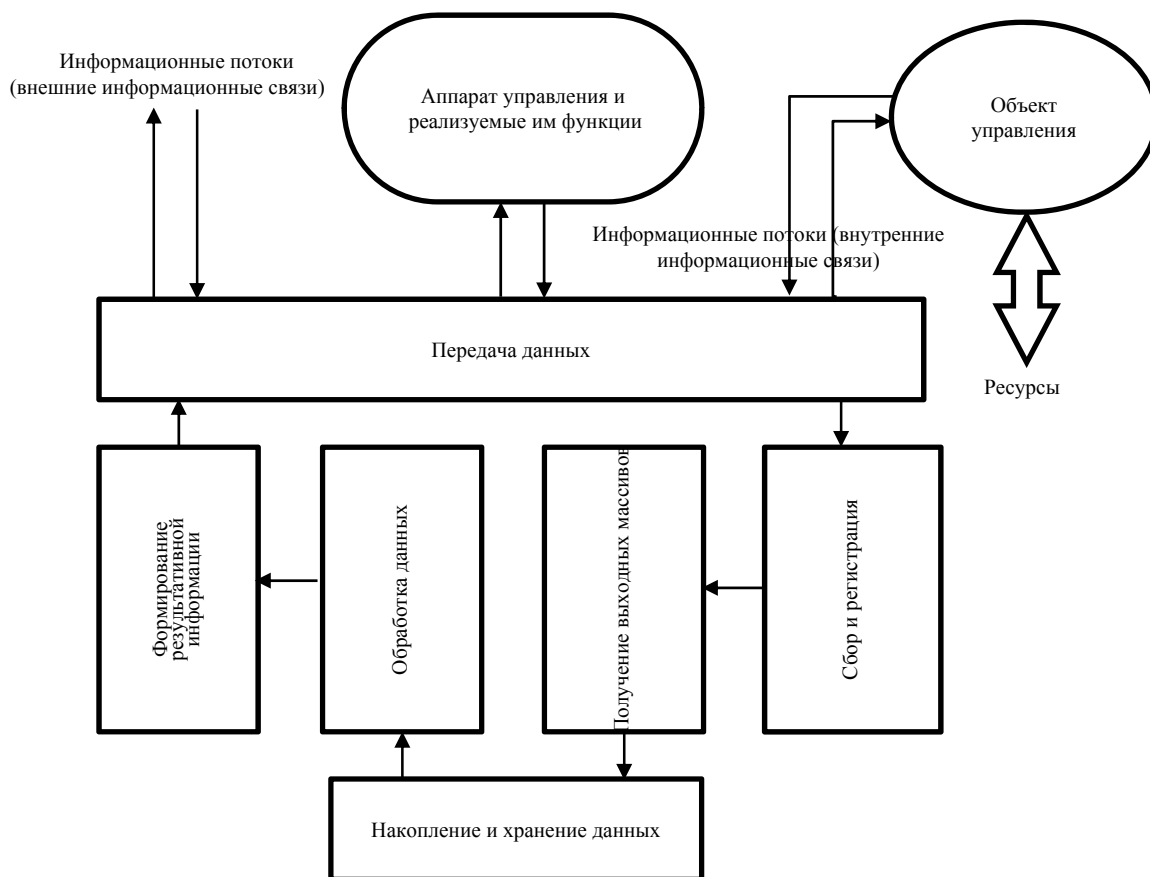 Информационные потоки
(внешние информационные связи)
Аппарат управления и
реализуемые им функции
Объект
управления
Информационные потоки (внутренние
информационные связи)
Передача данных
Ресурсы
Формирование
результативной
информации
Обработка данных
Получение выходных массивов
Сбор и регистрация
Накопление и хранение данных